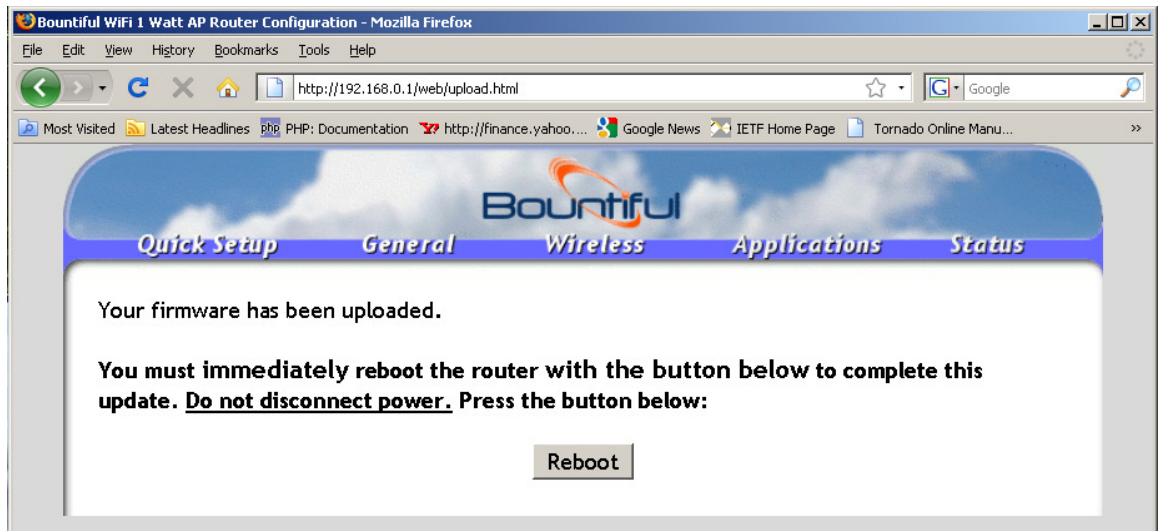 Bountiful WiFi 1 Watt AP Router Configuration - Mozilla Firefox
File Edit View History Bookmarks Tools Help
http://192.168.0.1/web/upload.html
G Google
Most Visited Latest Headlines php PHP: Documentation Y? http://finance.yahoo.... Google News IETF Home Page Tornado Online Manu... »
Bountiful
Quick Setup General Wireless Applications Status
Your firmware has been uploaded.
You must immediately reboot the router with the button below to complete this
update. Do not disconnect power. Press the button below:
Reboot